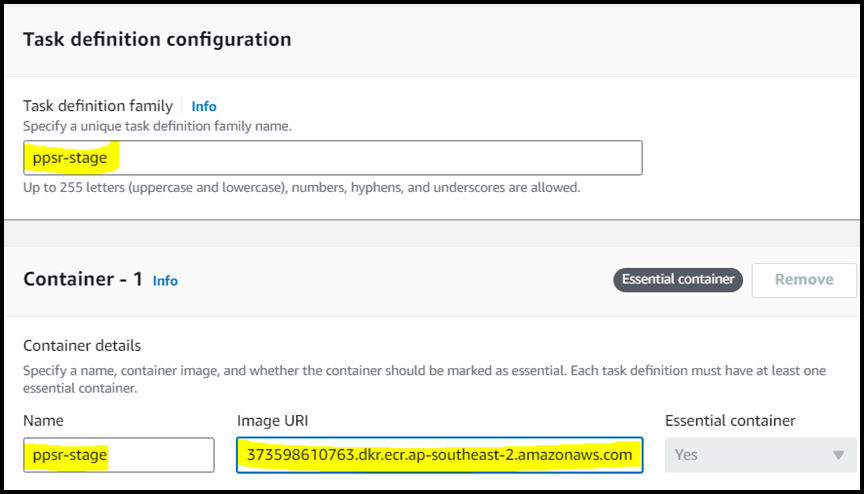 Task definition configuration
Task definition family Info
Specify a unique task definition family name.
ppsr-stage
Up to 255 letters (uppercase and lowercase), numbers, hyphens, and underscores are allowed.
Container - 1 Info Essential container Remove
Container details
Specify a name, container image, and whether the container should be marked as essential. Each task definition must have at least one
essential container.
Name Image URI Essential container
ppsr-stage 373598610763.dkr.ecr.ap-southeast-2.amazonaws.com Yes